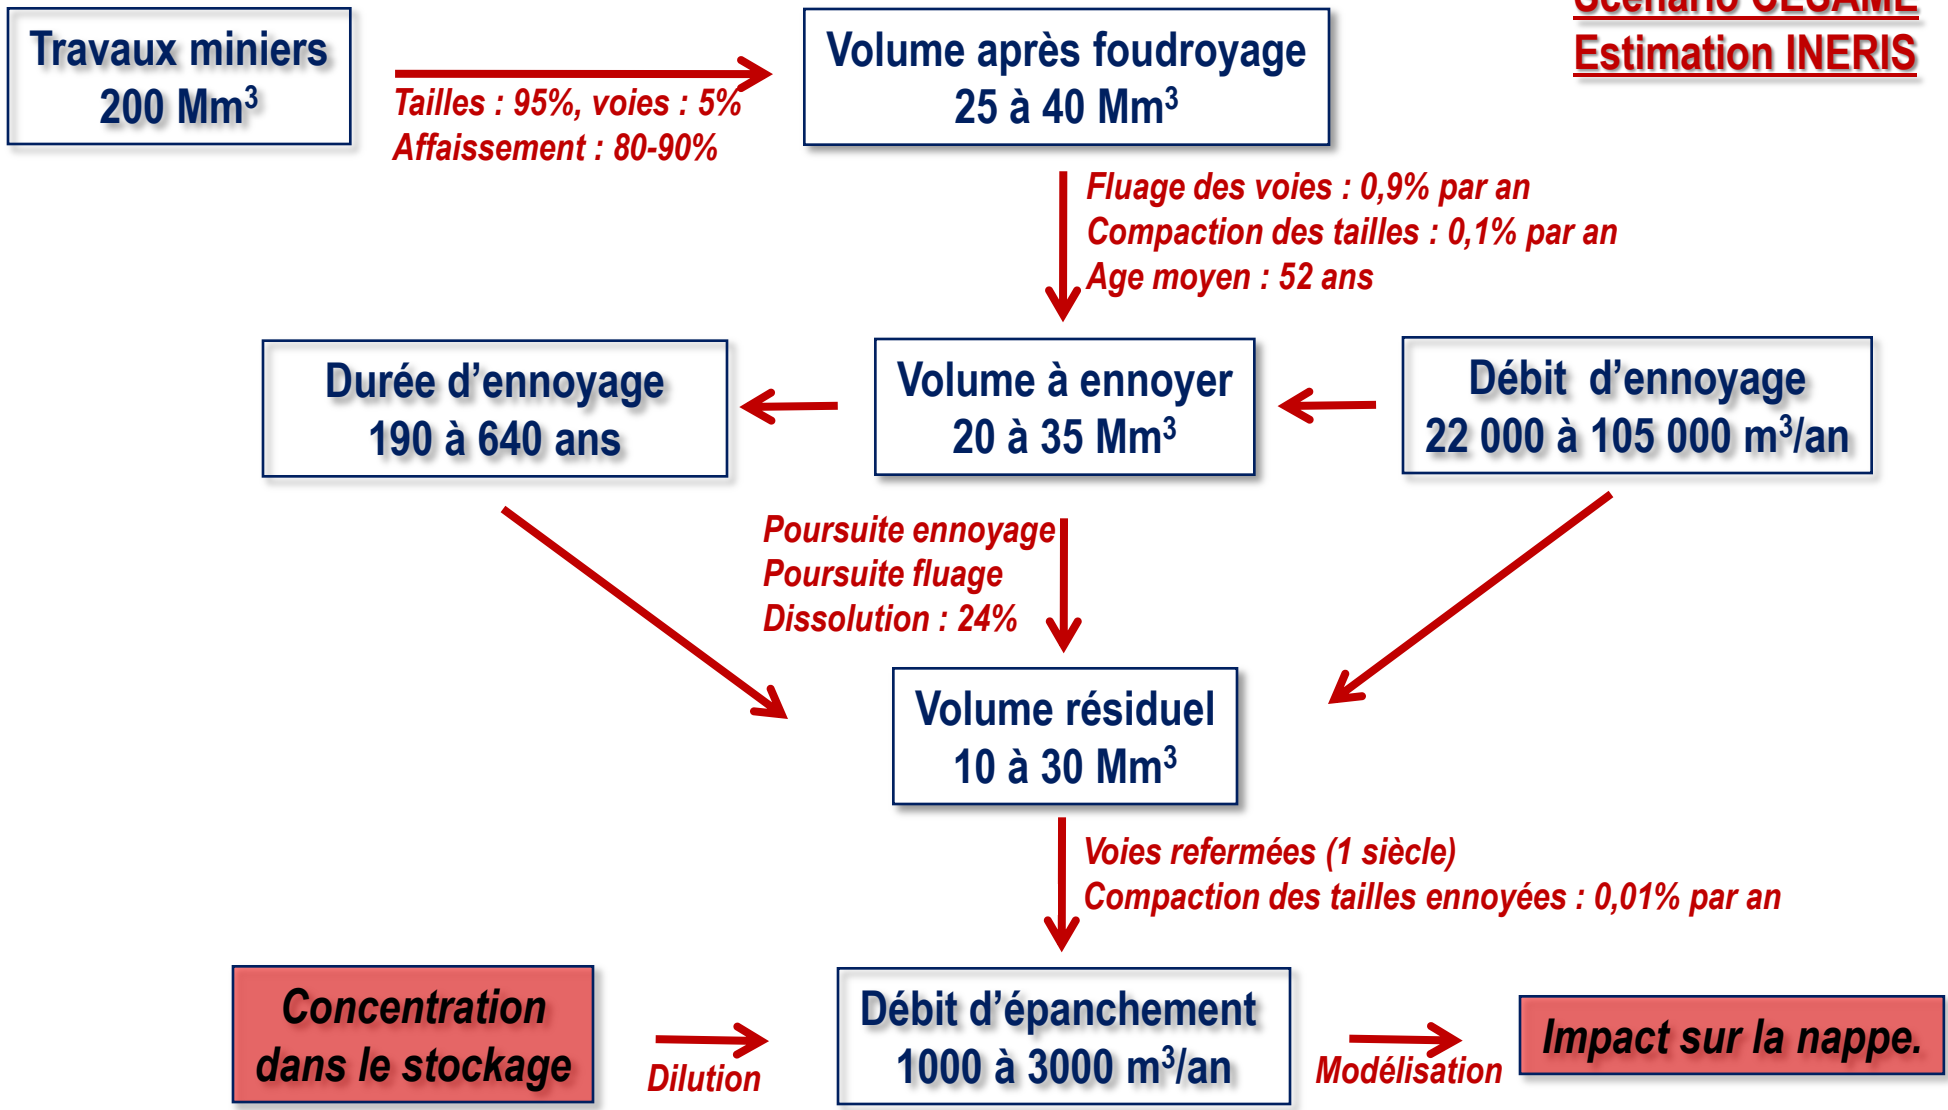 Scénario CESAME
Estimation INERIS
Travaux miniers
200 Mm³
Tailles : 95%, voies : 5%
Affaissement : 80-90%
Volume après foudroyage
25 à 40 Mm³
Fluage des voies : 0,9% par an
Compaction des tailles : 0,1% par an
Age moyen : 52 ans
Durée d’ennoyage
190 à 640 ans
Volume à ennoyer
20 à 35 Mm³
Débit d’ennoyage
22 000 à 105 000 m³/an
Poursuite ennoyage
Poursuite fluage
Dissolution : 24%
Volume résiduel
10 à 30 Mm³
Voies refermées (1 siècle)
Compaction des tailles ennoyées : 0,01% par an
Concentration
dans le stockage
Dilution
Débit d’épanchement
1000 à 3000 m³/an
Modélisation
Impact sur la nappe.